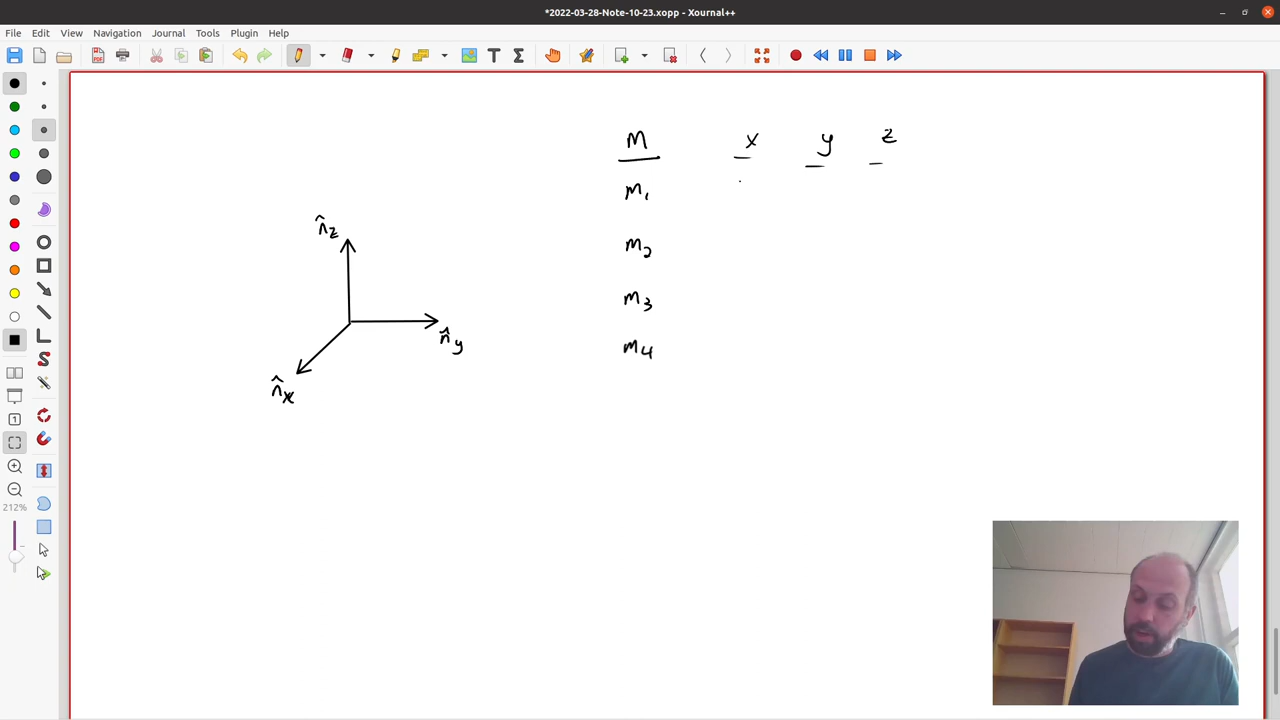 *2022-03-28-Note-10-23.xopp - Xournal++
File Edit View Navigation Journal Tools Plugin Help
M x y z
m₁
m₂
m₃
m₄
n̂z
n̂y
n̂x
1
212%